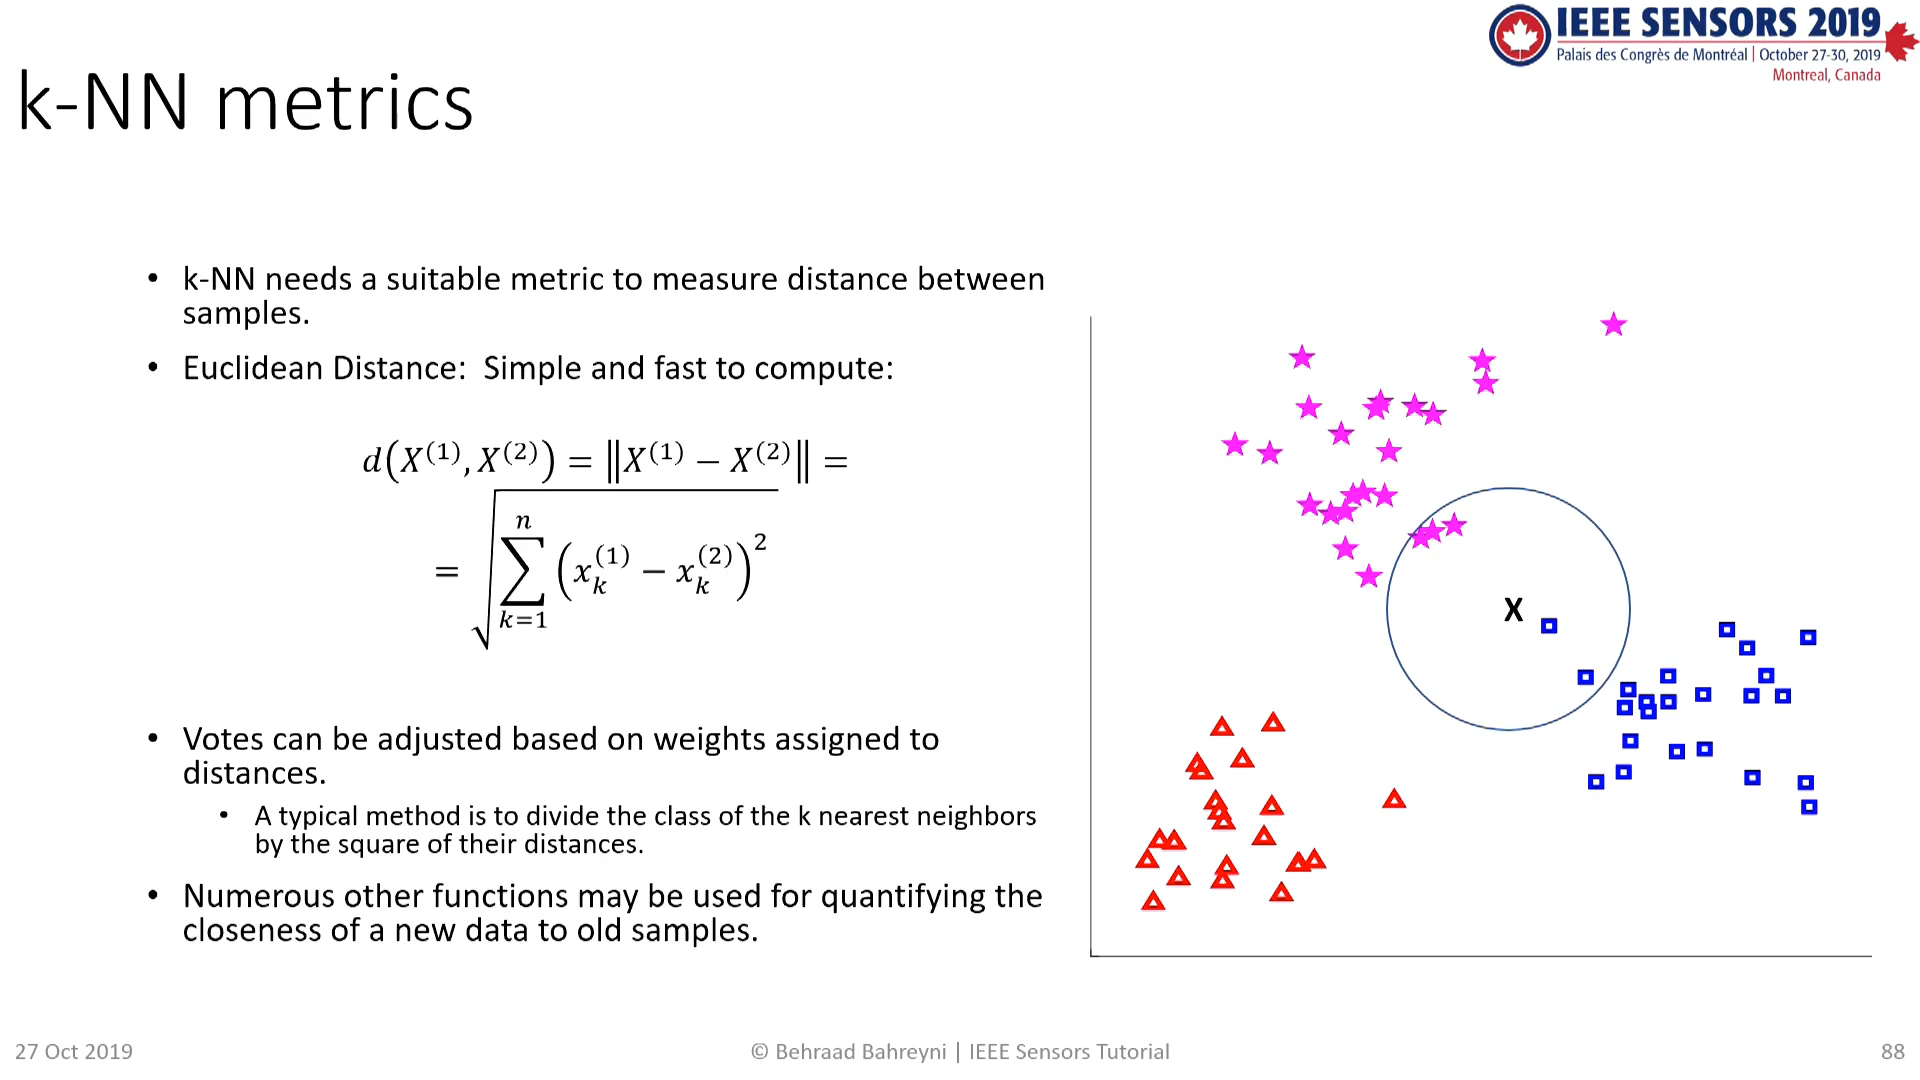 IEEE SENSORS 2019
Palais des Congrès de Montréal | October 27-30, 2019
Montreal, Canada
k-NN metrics
• k-NN needs a suitable metric to measure distance between
samples.
• Euclidean Distance:  Simple and fast to compute:
d(X^(1), X^(2)) = ‖X^(1) − X^(2)‖ =
= √(∑_{k=1}^{n} (x_k^(1) − x_k^(2))^2)
• Votes can be adjusted based on weights assigned to
distances.
• A typical method is to divide the class of the k nearest neighbors
by the square of their distances.
• Numerous other functions may be used for quantifying the
closeness of a new data to old samples.
X
27 Oct 2019
© Behraad Bahreyni | IEEE Sensors Tutorial
88